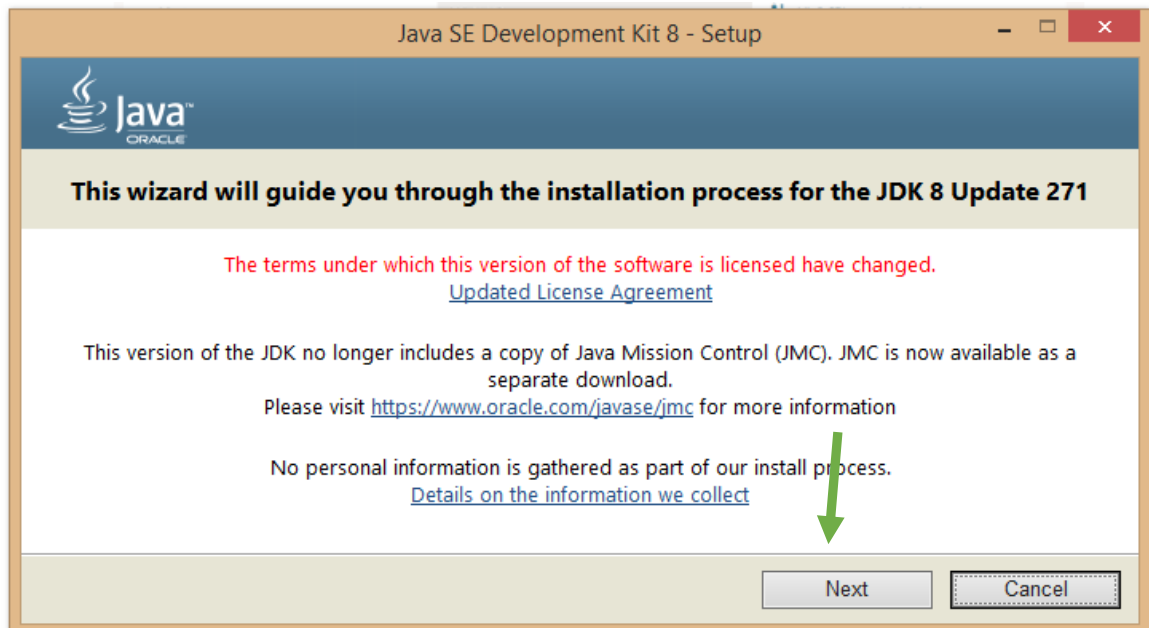 Java SE Development Kit 8 - Setup
Java™
ORACLE
This wizard will guide you through the installation process for the JDK 8 Update 271
The terms under which this version of the software is licensed have changed.
Updated License Agreement
This version of the JDK no longer includes a copy of Java Mission Control (JMC). JMC is now available as a
separate download.
Please visit https://www.oracle.com/javase/jmc for more information
No personal information is gathered as part of our install process.
Details on the information we collect
Next Cancel